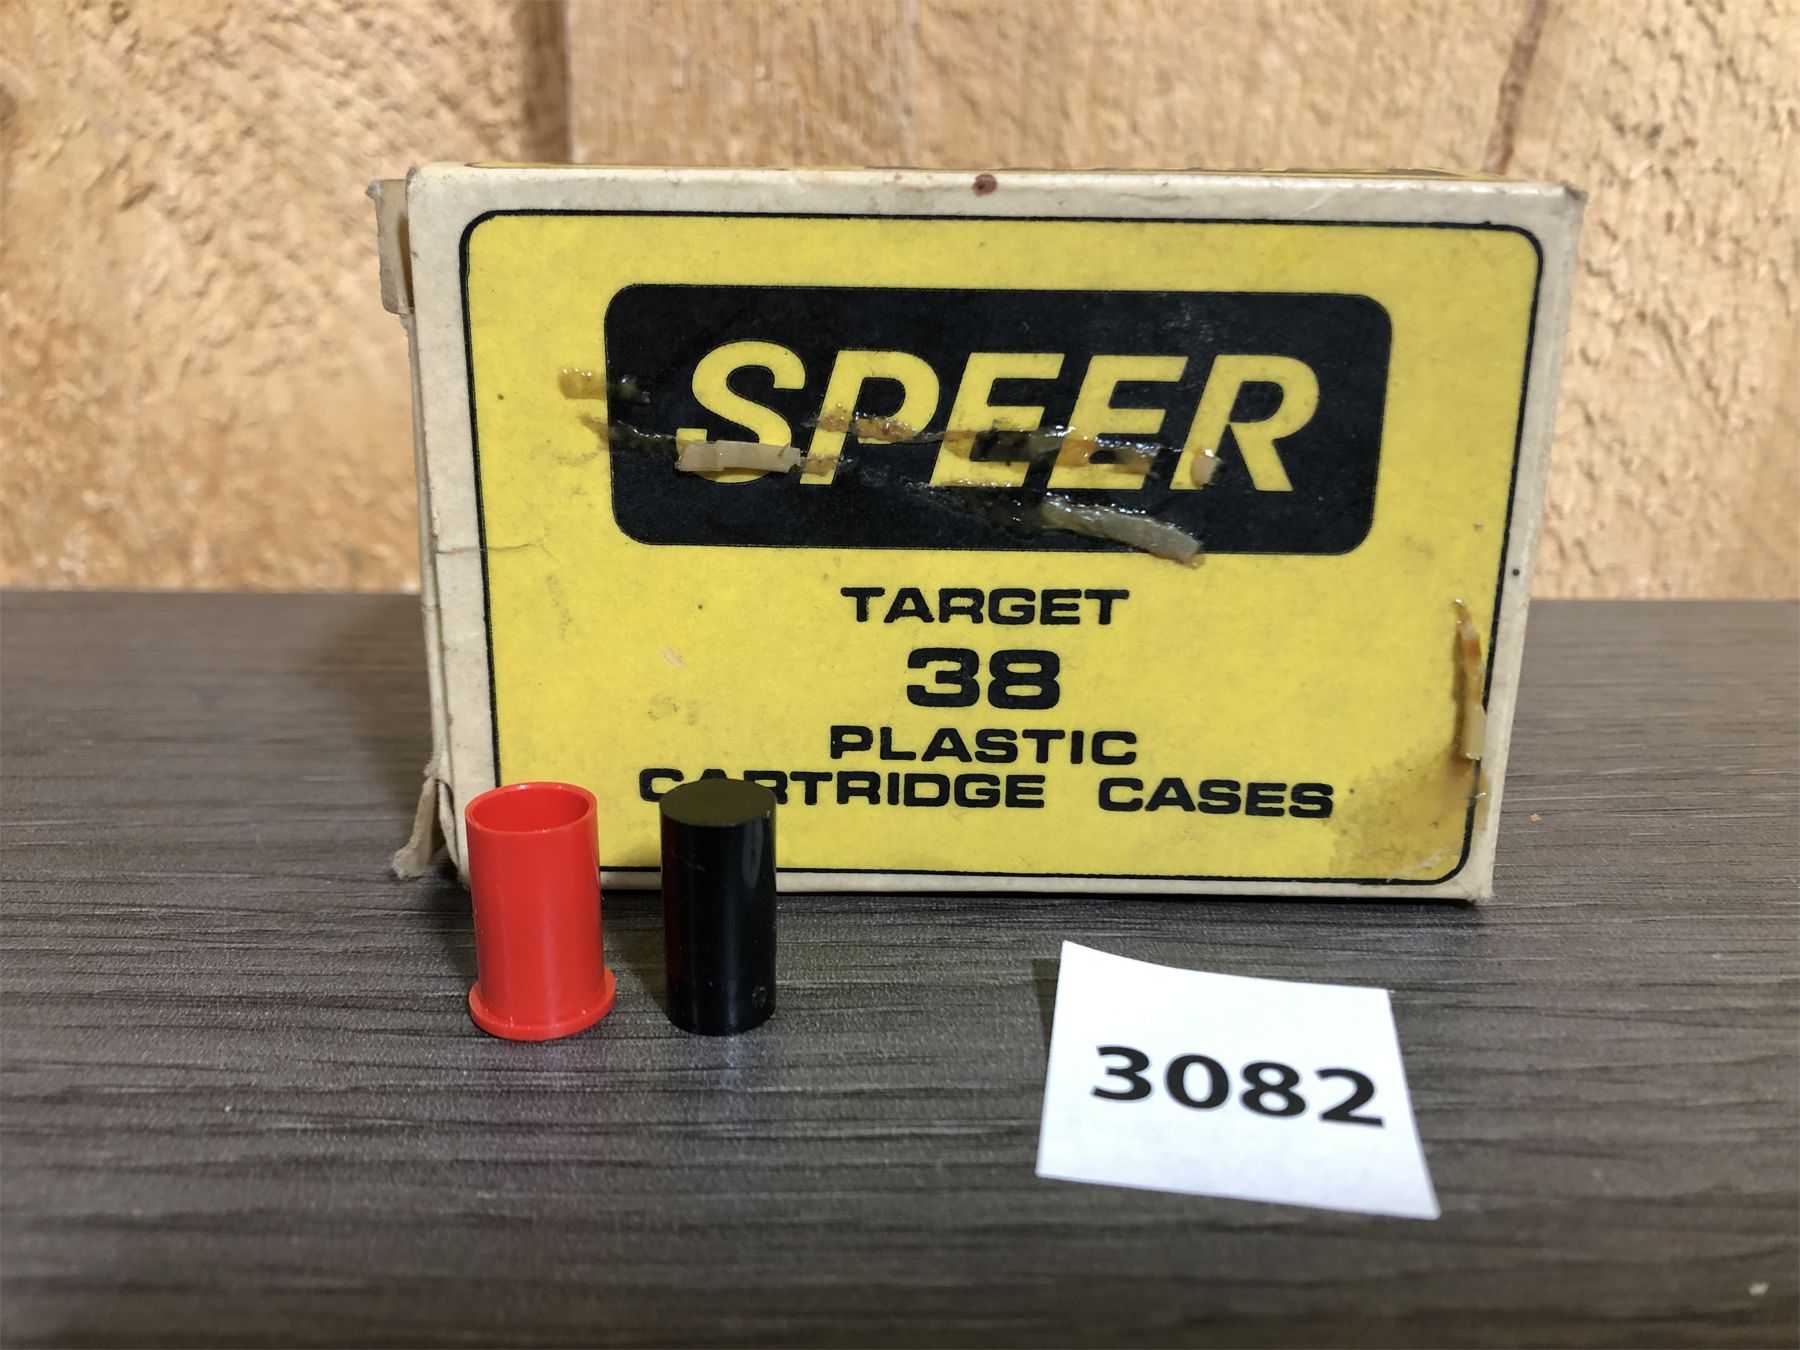 SPEER
TARGET
38
PLASTIC
CARTRIDGE CASES
3082